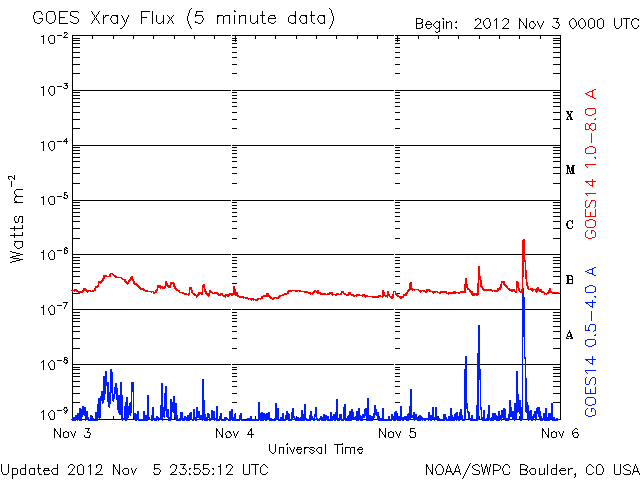 GOES Xray Flux (5 minute data)
Begin: 2012 Nov 3 0000 UTC
10-2
10-3
10-4
10-5
10-6
10-7
10-8
10-9
Watts m-2
X
M
C
B
A
GOES14 1.0-8.0 A
GOES14 0.5-4.0 A
Nov 3 Nov 4 Nov 5 Nov 6
Universal Time
Updated 2012 Nov 5 23:55:12 UTC
NOAA/SWPC Boulder, CO USA